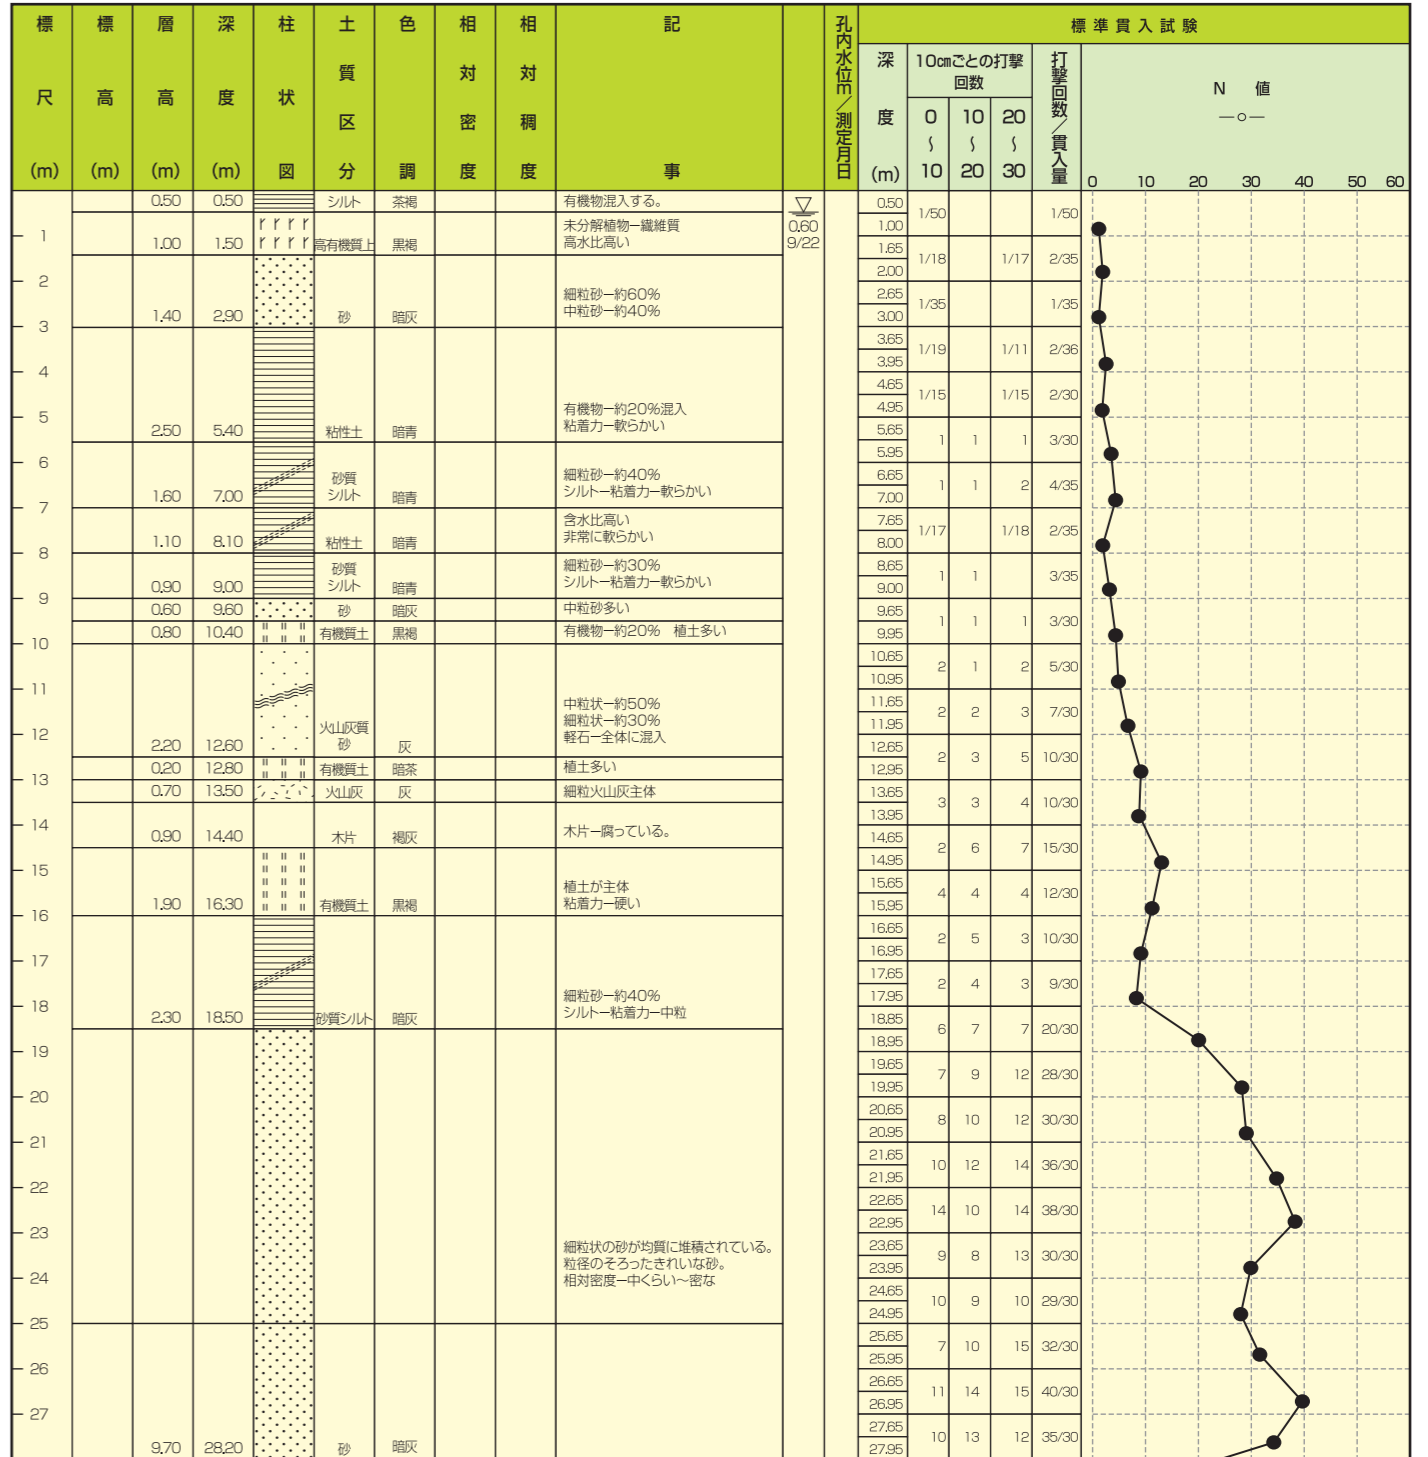 標尺(m) 標高(m) 層高(m) 深度(m) 柱状図 土質区分 色調 相対密度 相対稠度 記事 孔内水位m/測定月日 標準貫入試験
深度(m) 10cmごとの打撃回数 打撃回数/貫入量 N 値
0〜10 10〜20 20〜30
0 10 20 30 40 50 60
0.50 0.50 シルト 茶褐 有機物混入する。
1.00 1.50 高有機質上 黒褐 未分解植物ー繊維質
高水比高い
0.60
9/22
1.40 2.90 砂 暗灰 細粒砂ー約60%
中粒砂ー約40%
2.50 5.40 粘性土 暗青 有機物ー約20%混入
粘着力ー軟らかい
1.60 7.00 砂質シルト 暗青 細粒砂ー約40%
シルトー粘着力ー軟らかい
1.10 8.10 粘性土 暗青 含水比高い
非常に軟らかい
0.90 9.00 砂質シルト 暗青 細粒砂ー約30%
シルトー粘着力ー軟らかい
0.60 9.60 砂 暗灰 中粒砂多い
0.80 10.40 有機質土 黒褐 有機物ー約20% 植土多い
2.20 12.60 火山灰質砂 灰 中粒状ー約50%
細粒状ー約30%
軽石ー全体に混入
0.20 12.80 有機質土 暗茶 植土多い
0.70 13.50 火山灰 灰 細粒火山灰主体
0.90 14.40 木片 褐灰 木片ー腐っている。
1.90 16.30 有機質土 黒褐 植土が主体
粘着力ー硬い
2.30 18.50 砂質シルト 暗灰 細粒砂ー約40%
シルトー粘着力ー中粒
9.70 28.20 砂 暗灰 細粒状の砂が均質に堆積されている。
粒径のそろったきれいな砂。
相対密度ー中くらい〜密な
1
2
3
4
5
6
7
8
9
10
11
12
13
14
15
16
17
18
19
20
21
22
23
24
25
26
27
0.50 1.00 1/50 1/50
1.65 2.00 1/18 1/17 2/35
2.65 3.00 1/35 1/35
3.65 3.95 1/19 1/11 2/36
4.65 4.95 1/15 1/15 2/30
5.65 5.95 1 1 1 3/30
6.65 7.00 1 1 2 4/35
7.65 8.00 1/17 1/18 2/35
8.65 9.00 1 1 3/35
9.65 9.95 1 1 1 3/30
10.65 10.95 2 1 2 5/30
11.65 11.95 2 2 3 7/30
12.65 12.95 2 3 5 10/30
13.65 13.95 3 3 4 10/30
14.65 14.95 2 6 7 15/30
15.65 15.95 4 4 4 12/30
16.65 16.95 2 5 3 10/30
17.65 17.95 2 4 3 9/30
18.85 18.95 6 7 7 20/30
19.65 19.95 7 9 12 28/30
20.65 20.95 8 10 12 30/30
21.65 21.95 10 12 14 36/30
22.65 22.95 14 10 14 38/30
23.65 23.95 9 8 13 30/30
24.65 24.95 10 9 10 29/30
25.65 25.95 7 10 15 32/30
26.65 26.95 11 14 15 40/30
27.65 27.95 10 13 12 35/30